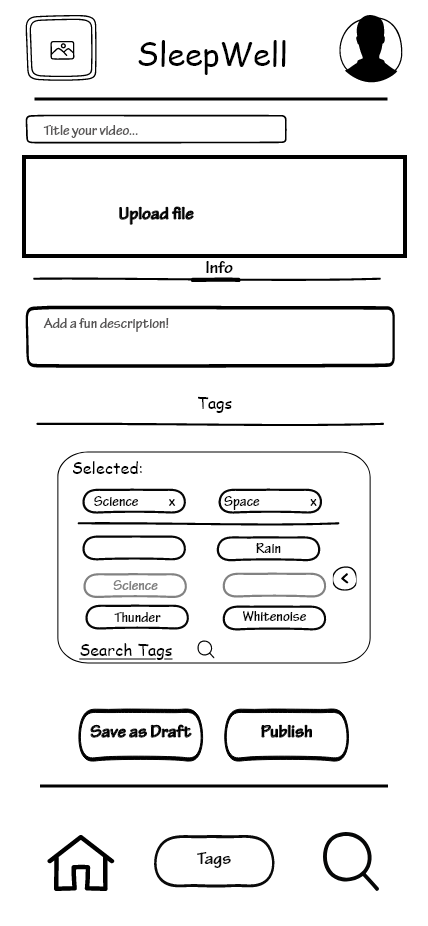 SleepWell
Title your video...
Upload file
Info
Add a fun description!
Tags
Selected:
Science x Space x
Rain
Science
Thunder Whitenoise
Search Tags
Save as Draft Publish
Tags